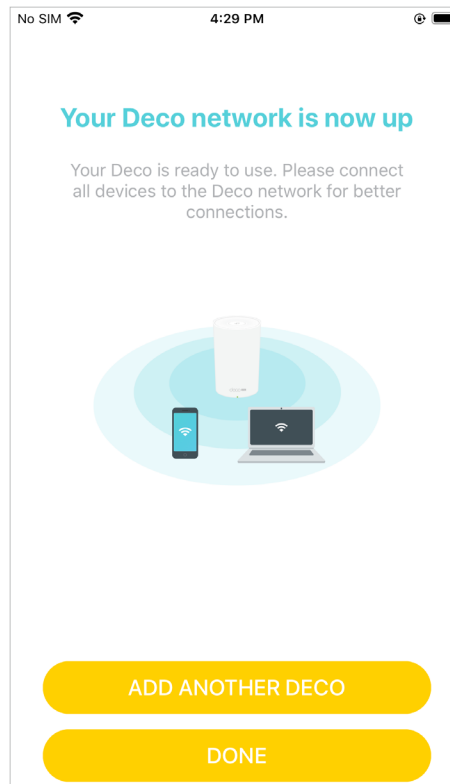 No SIM 4:29 PM
Your Deco network is now up
Your Deco is ready to use. Please connect
all devices to the Deco network for better
connections.
ADD ANOTHER DECO
DONE